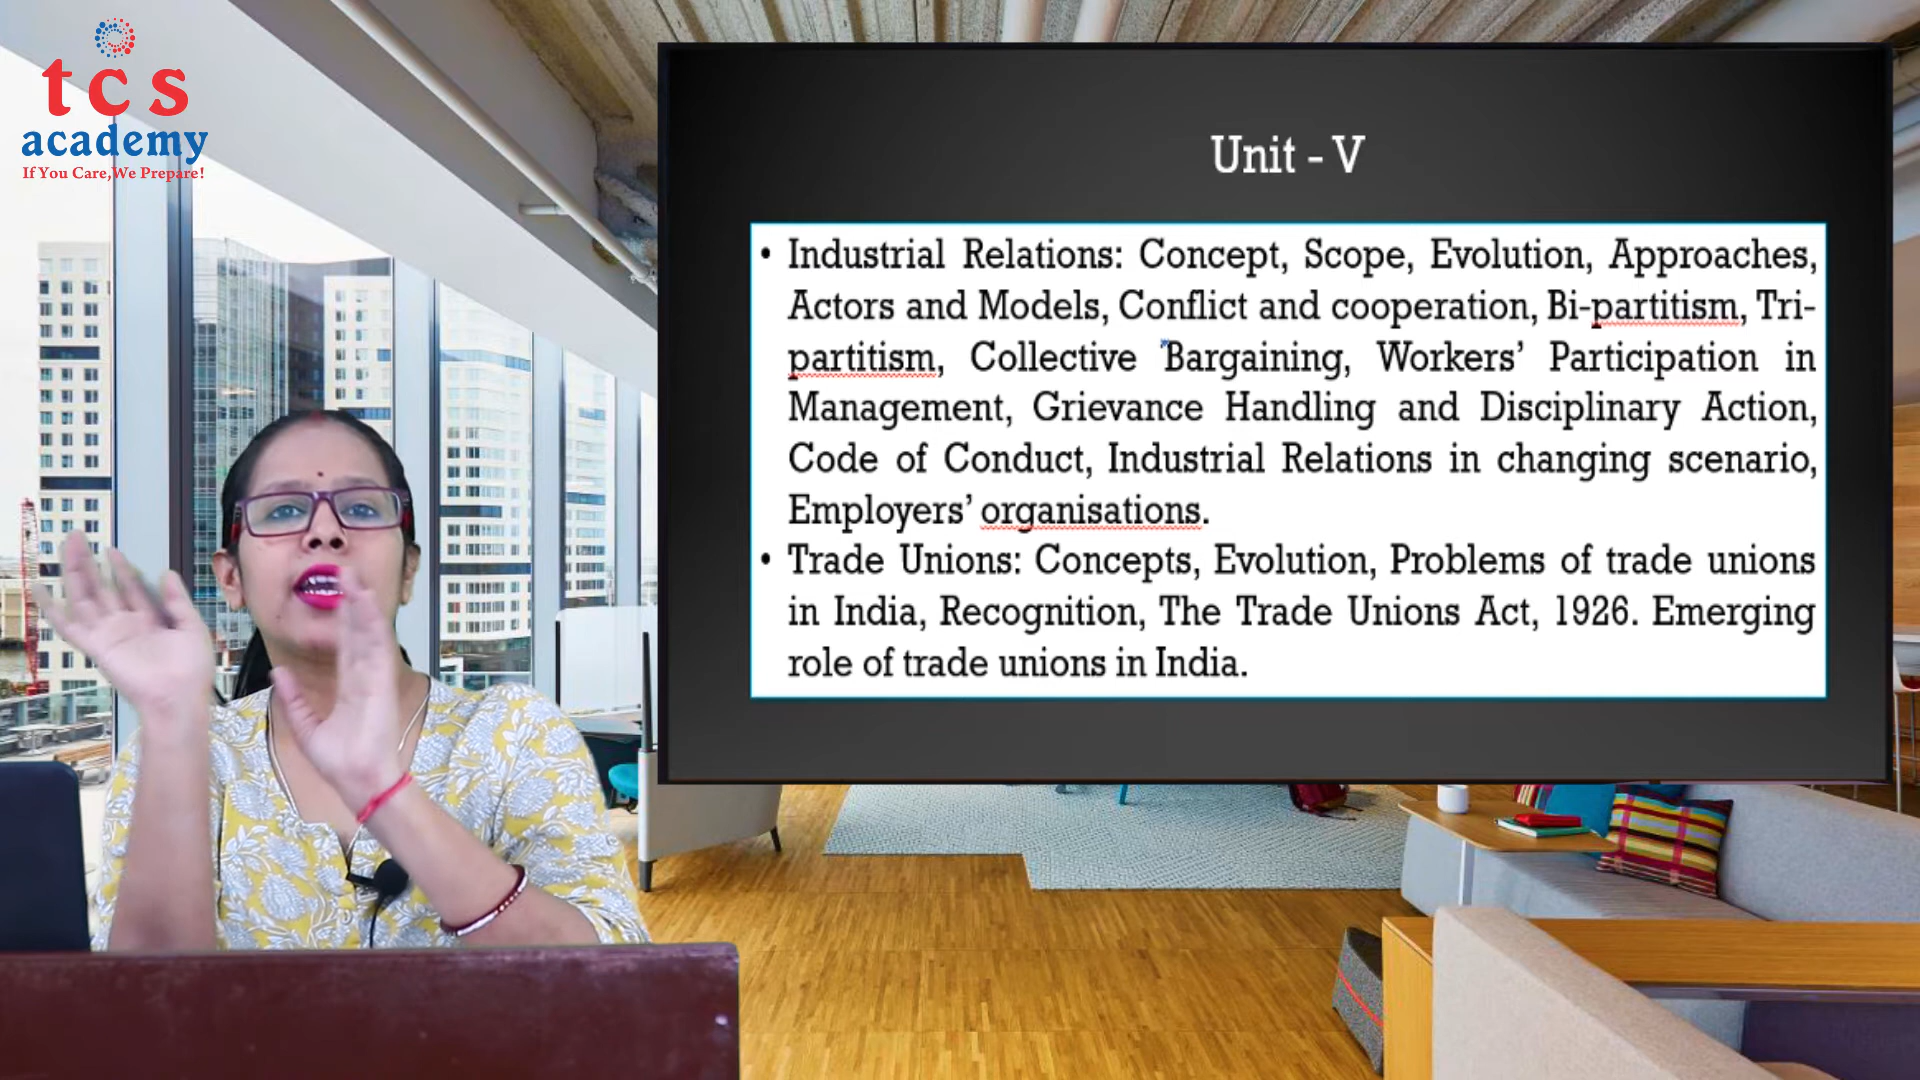 tcs
academy
If You Care,We Prepare!
Unit - V
• Industrial Relations: Concept, Scope, Evolution, Approaches,
Actors and Models, Conflict and cooperation, Bi-partitism, Tri-
partitism, Collective Bargaining, Workers’ Participation in
Management, Grievance Handling and Disciplinary Action,
Code of Conduct, Industrial Relations in changing scenario,
Employers’ organisations.
• Trade Unions: Concepts, Evolution, Problems of trade unions
in India, Recognition, The Trade Unions Act, 1926. Emerging
role of trade unions in India.